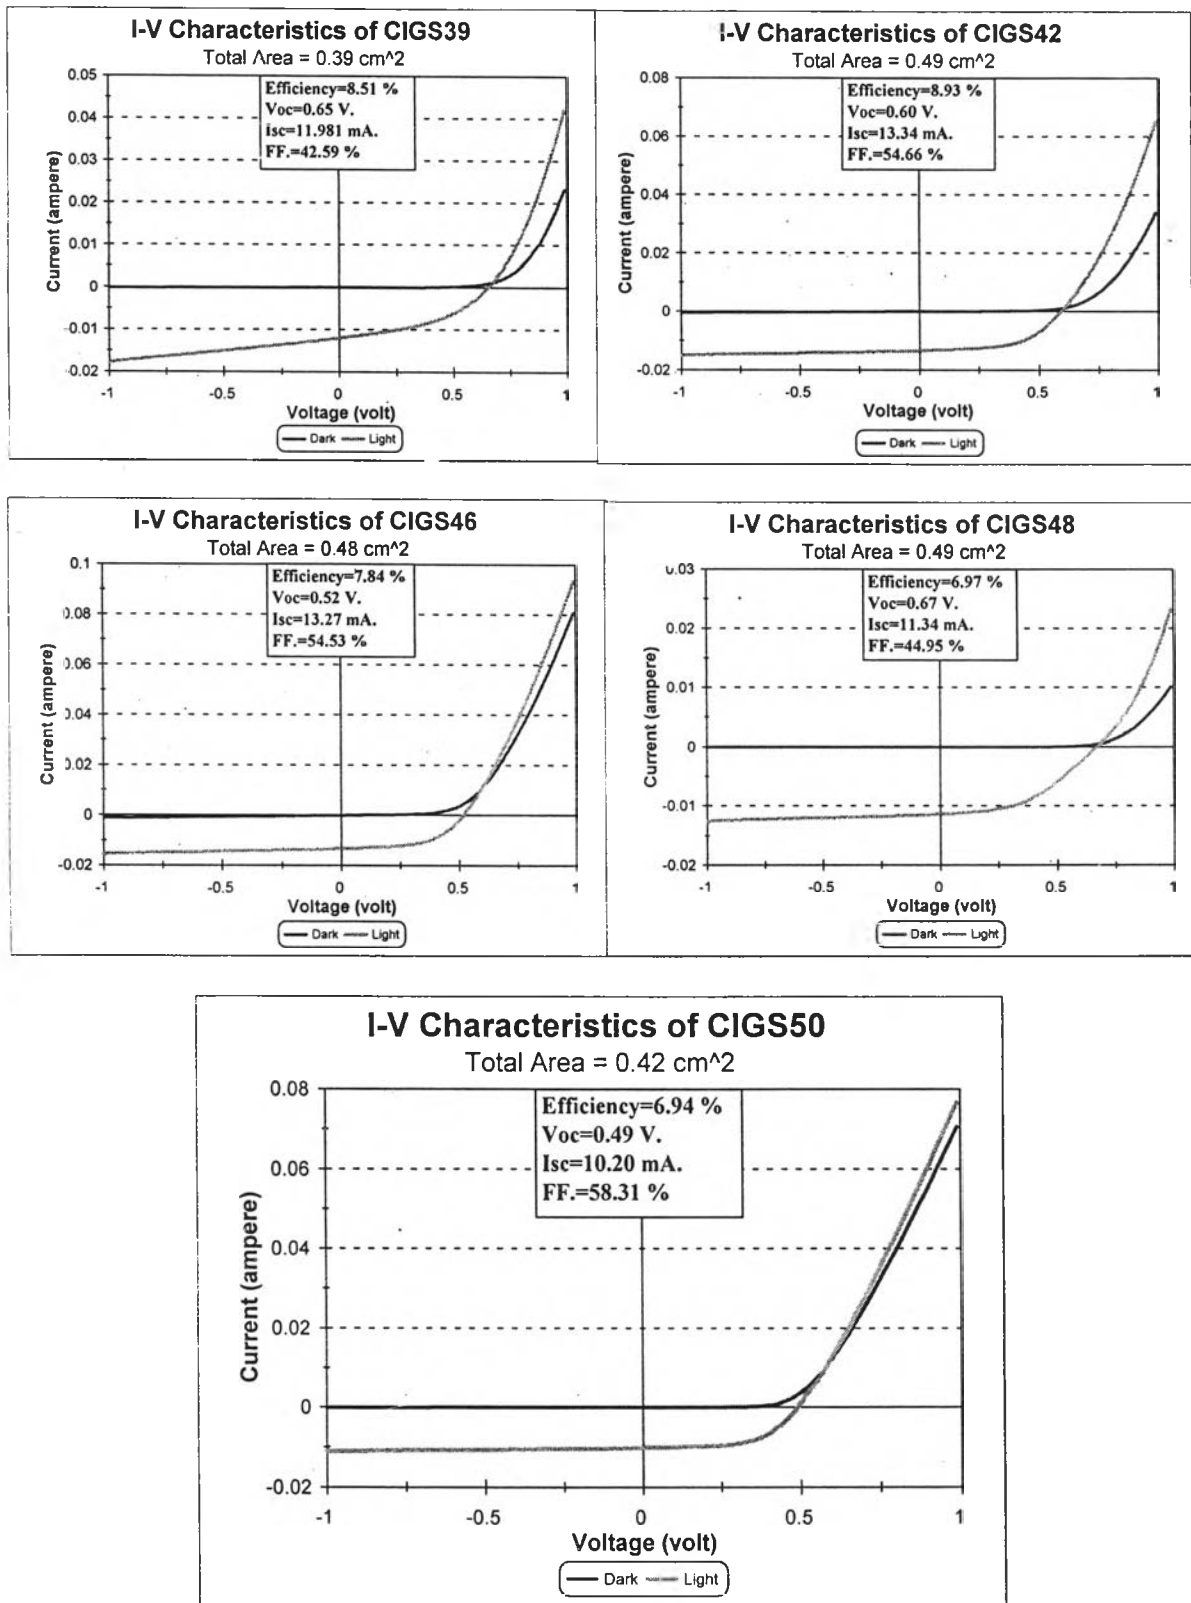 I-V Characteristics of CIGS39
Total Area = 0.39 cm^2
Efficiency=8.51 %
Voc=0.65 V.
Isc=11.981 mA.
FF.=42.59 %
0.05
0.04
0.03
0.02
0.01
0
-0.01
-0.02
Current (ampere)
-1
-0.5
0
0.5
1
Voltage (volt)
Dark Light
I-V Characteristics of CIGS42
Total Area = 0.49 cm^2
Efficiency=8.93 %
Voc=0.60 V.
Isc=13.34 mA.
FF.=54.66 %
0.08
0.06
0.04
0.02
0
-0.02
Current (ampere)
-1
-0.5
0
0.5
1
Voltage (volt)
Dark Light
I-V Characteristics of CIGS46
Total Area = 0.48 cm^2
Efficiency=7.84 %
Voc=0.52 V.
Isc=13.27 mA.
FF.=54.53 %
0.1
0.08
0.06
0.04
0.02
0
-0.02
Current (ampere)
-1
-0.5
0
0.5
1
Voltage (volt)
Dark Light
I-V Characteristics of CIGS48
Total Area = 0.49 cm^2
Efficiency=6.97 %
Voc=0.67 V.
Isc=11.34 mA.
FF.=44.95 %
0.03
0.02
0.01
0
-0.01
-0.02
Current (ampere)
-1
-0.5
0
0.5
1
Voltage (volt)
Dark Light
I-V Characteristics of CIGS50
Total Area = 0.42 cm^2
Efficiency=6.94 %
Voc=0.49 V.
Isc=10.20 mA.
FF.=58.31 %
0.08
0.06
0.04
0.02
0
-0.02
Current (ampere)
-1
-0.5
0
0.5
1
Voltage (volt)
Dark Light